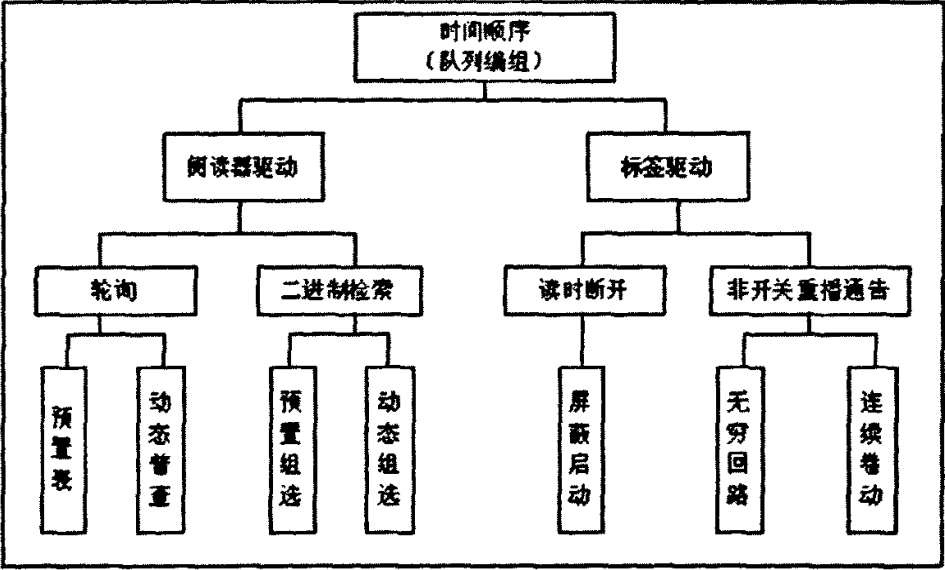 时间顺序
（队列编组）
阅读器驱动
标签驱动
轮询
二进制检索
读时断开
非开关重播通告
预置表
动态普查
预置组选
动态组选
屏蔽启动
无穷回路
连续卷动